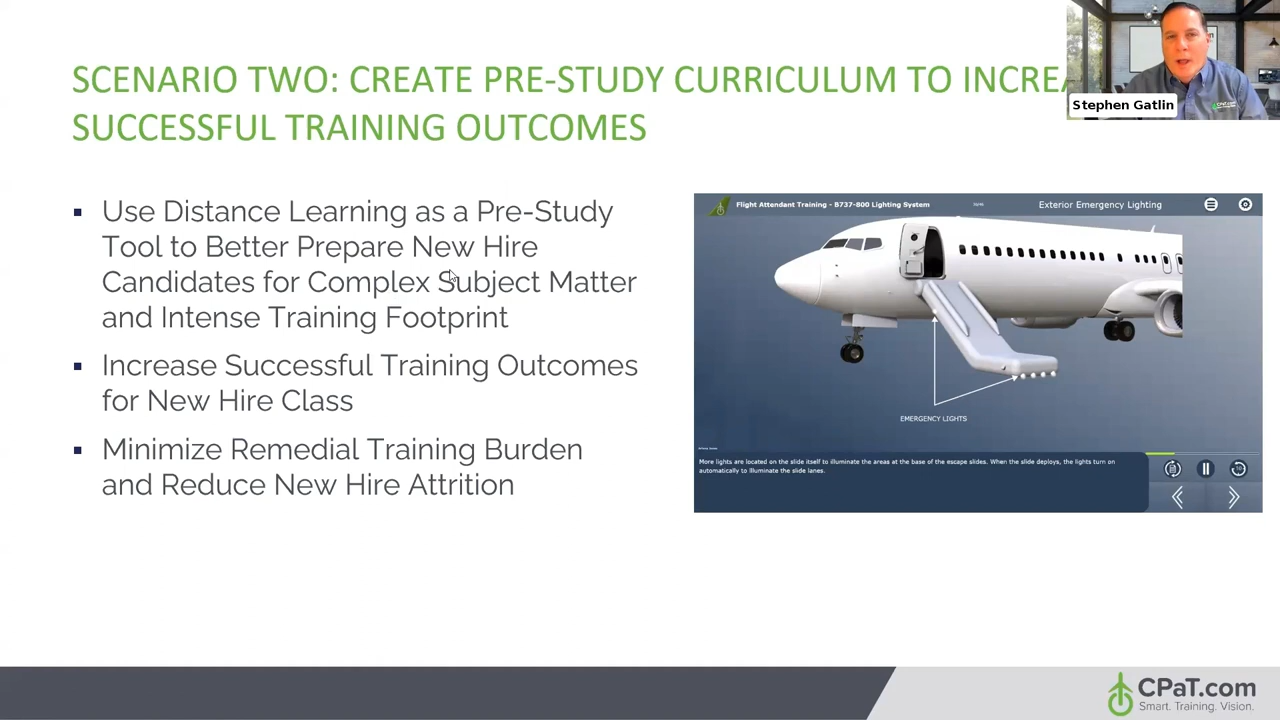 SCENARIO TWO: CREATE PRE-STUDY CURRICULUM TO INCREA
SUCCESSFUL TRAINING OUTCOMES
Stephen Gatlin
CPaT.com
▪ Use Distance Learning as a Pre-Study
Tool to Better Prepare New Hire
Candidates for Complex Subject Matter
and Intense Training Footprint
▪ Increase Successful Training Outcomes
for New Hire Class
▪ Minimize Remedial Training Burden
and Reduce New Hire Attrition
Flight Attendant Training - B737-800 Lighting System
Exterior Emergency Lighting
EMERGENCY LIGHTS
More lights are located on the slide itself to illuminate the areas at the base of the escape slides. When the slide deploys, the lights turn on
automatically to illuminate the slide lanes.
CPaT.com
Smart. Training. Vision.